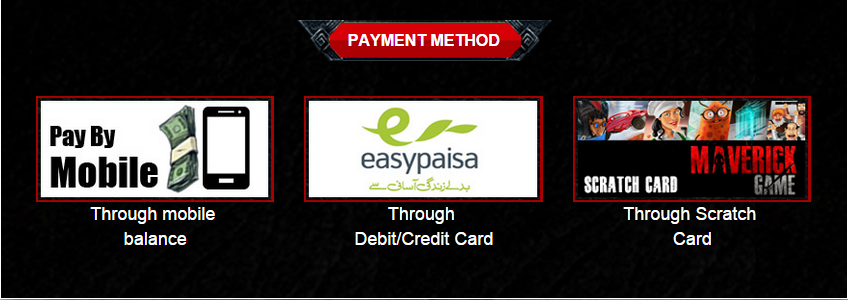 PAYMENT METHOD
Pay By
Mobile
Through mobile
balance
easypaisa
بدلے زندگی آسانی سے
Through
Debit/Credit Card
MAVERICK
SCRATCH CARD
GAME
Through Scratch
Card